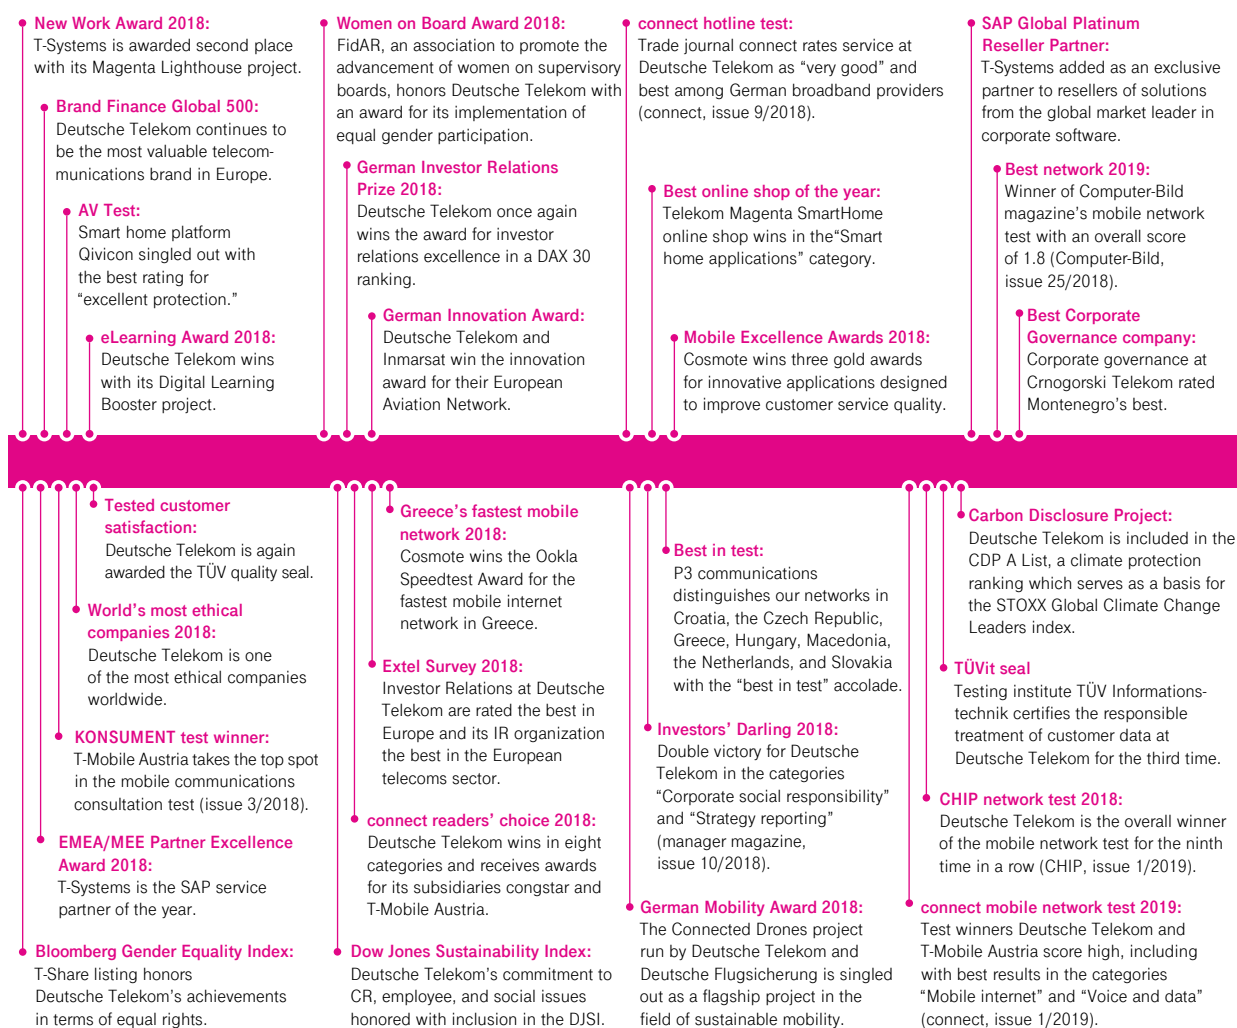 New Work Award 2018:
T-Systems is awarded second place
with its Magenta Lighthouse project.
Brand Finance Global 500:
Deutsche Telekom continues to
be the most valuable telecom-
munications brand in Europe.
AV Test:
Smart home platform
Qivicon singled out with
the best rating for
“excellent protection.”
eLearning Award 2018:
Deutsche Telekom wins
with its Digital Learning
Booster project.
Women on Board Award 2018:
FidAR, an association to promote the
advancement of women on supervisory
boards, honors Deutsche Telekom with
an award for its implementation of
equal gender participation.
German Investor Relations
Prize 2018:
Deutsche Telekom once again
wins the award for investor
relations excellence in a DAX 30
ranking.
German Innovation Award:
Deutsche Telekom and
Inmarsat win the innovation
award for their European
Aviation Network.
connect hotline test:
Trade journal connect rates service at
Deutsche Telekom as “very good” and
best among German broadband providers
(connect, issue 9/2018).
Best online shop of the year:
Telekom Magenta SmartHome
online shop wins in the“Smart
home applications” category.
Mobile Excellence Awards 2018:
Cosmote wins three gold awards
for innovative applications designed
to improve customer service quality.
SAP Global Platinum
Reseller Partner:
T-Systems added as an exclusive
partner to resellers of solutions
from the global market leader in
corporate software.
Best network 2019:
Winner of Computer-Bild
magazine’s mobile network
test with an overall score
of 1.8 (Computer-Bild,
issue 25/2018).
Best Corporate
Governance company:
Corporate governance at
Crnogorski Telekom rated
Montenegro’s best.
Tested customer
satisfaction:
Deutsche Telekom is again
awarded the TÜV quality seal.
World’s most ethical
companies 2018:
Deutsche Telekom is one
of the most ethical companies
worldwide.
KONSUMENT test winner:
T-Mobile Austria takes the top spot
in the mobile communications
consultation test (issue 3/2018).
EMEA/MEE Partner Excellence
Award 2018:
T-Systems is the SAP service
partner of the year.
Bloomberg Gender Equality Index:
T-Share listing honors
Deutsche Telekom’s achievements
in terms of equal rights.
Greece’s fastest mobile
network 2018:
Cosmote wins the Ookla
Speedtest Award for the
fastest mobile internet
network in Greece.
Extel Survey 2018:
Investor Relations at Deutsche
Telekom are rated the best in
Europe and its IR organization
the best in the European
telecoms sector.
connect readers’ choice 2018:
Deutsche Telekom wins in eight
categories and receives awards
for its subsidiaries congstar and
T-Mobile Austria.
Dow Jones Sustainability Index:
Deutsche Telekom’s commitment to
CR, employee, and social issues
honored with inclusion in the DJSI.
Best in test:
P3 communications
distinguishes our networks in
Croatia, the Czech Republic,
Greece, Hungary, Macedonia,
the Netherlands, and Slovakia
with the “best in test” accolade.
Investors’ Darling 2018:
Double victory for Deutsche
Telekom in the categories
“Corporate social responsibility”
and “Strategy reporting”
(manager magazine,
issue 10/2018).
German Mobility Award 2018:
The Connected Drones project
run by Deutsche Telekom and
Deutsche Flugsicherung is singled
out as a flagship project in the
field of sustainable mobility.
Carbon Disclosure Project:
Deutsche Telekom is included in the
CDP A List, a climate protection
ranking which serves as a basis for
the STOXX Global Climate Change
Leaders index.
TÜVit seal
Testing institute TÜV Informations-
technik certifies the responsible
treatment of customer data at
Deutsche Telekom for the third time.
CHIP network test 2018:
Deutsche Telekom is the overall winner
of the mobile network test for the ninth
time in a row (CHIP, issue 1/2019).
connect mobile network test 2019:
Test winners Deutsche Telekom and
T-Mobile Austria score high, including
with best results in the categories
“Mobile internet” and “Voice and data”
(connect, issue 1/2019).